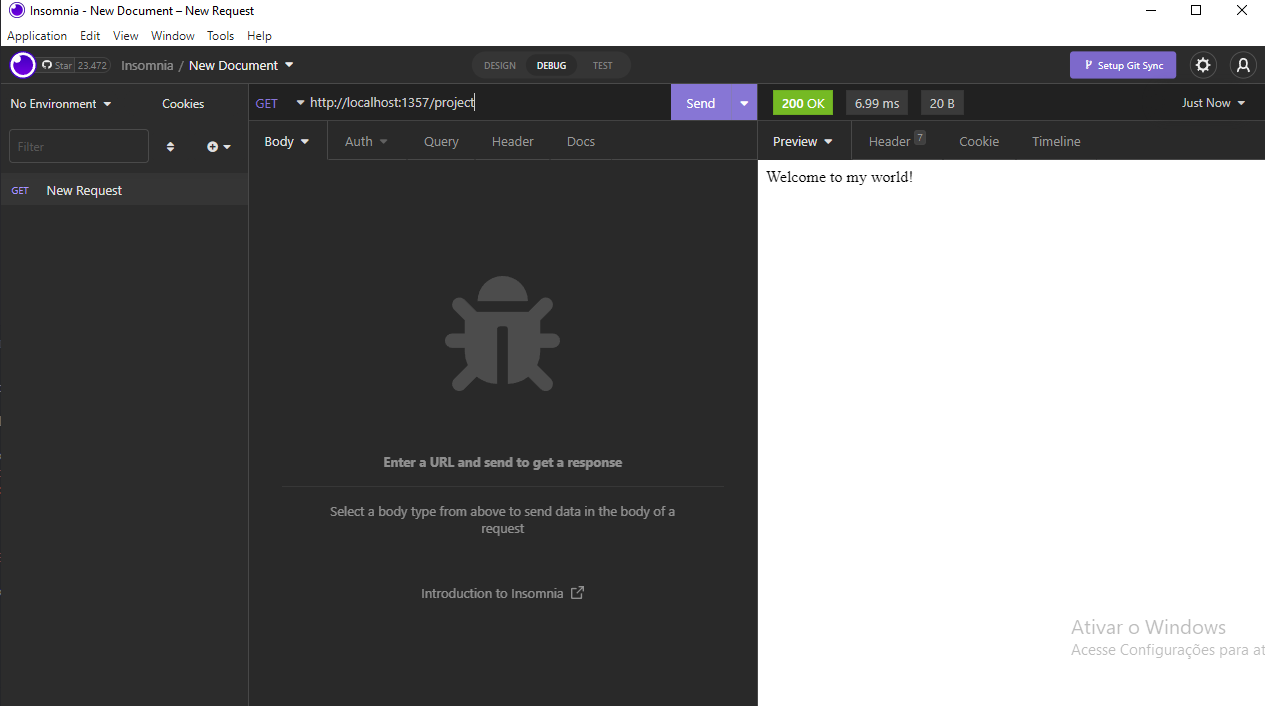 Insomnia - New Document – New Request
Application Edit View Window Tools Help
Star 23.472 Insomnia / New Document DESIGN DEBUG TEST Setup Git Sync
No Environment Cookies GET http://localhost:1357/project Send 200 OK 6.99 ms 20 B Just Now
Filter Body Auth Query Header Docs Preview Header 7 Cookie Timeline
GET New Request
Welcome to my world!
Enter a URL and send to get a response
Select a body type from above to send data in the body of a
request
Introduction to Insomnia
Ativar o Windows
Acesse Configurações para at